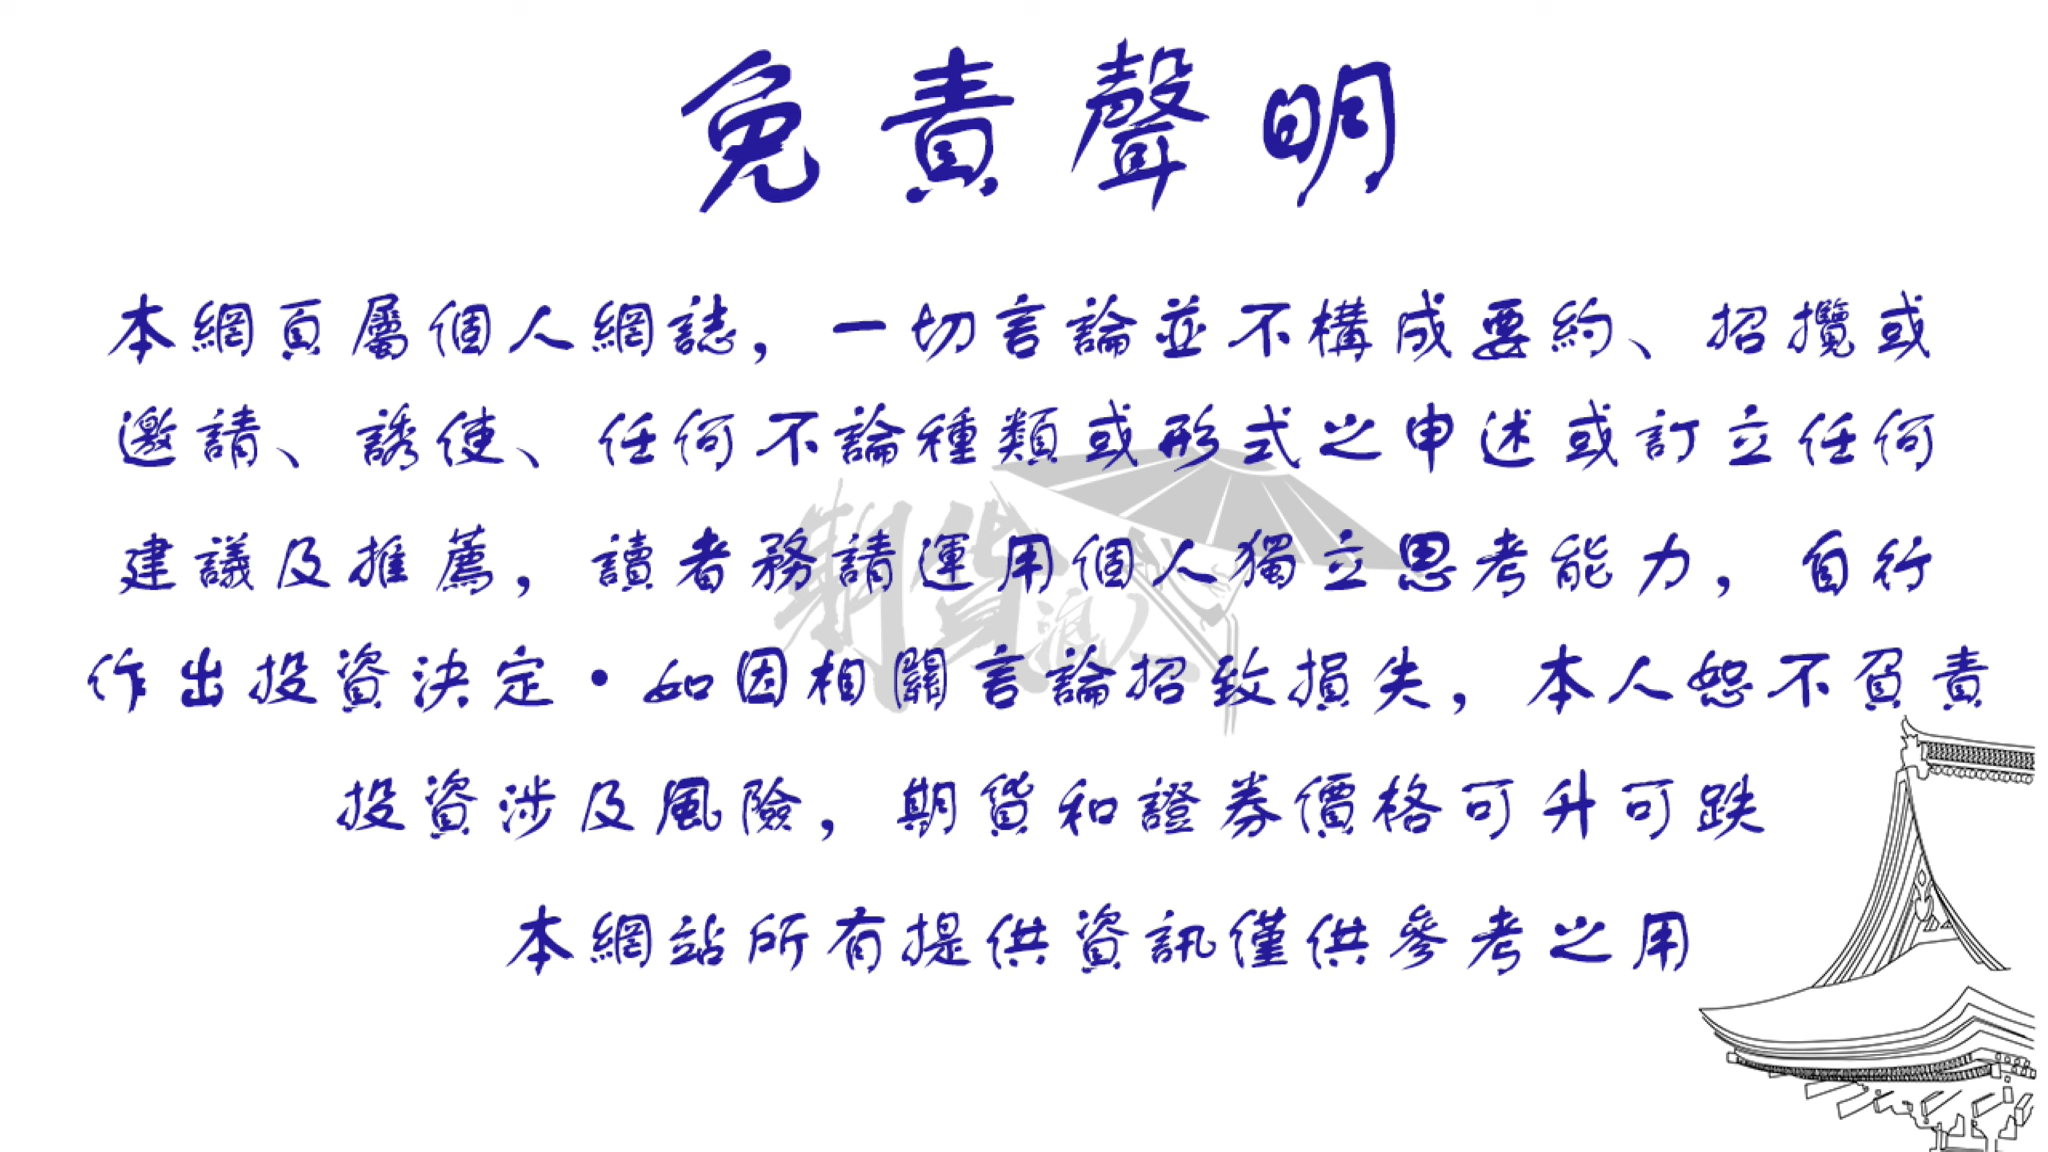 免責聲明
本網頁屬個人網誌，一切言論並不構成要約、招攬或
邀請、誘使、任何不論種類或形式之申述或訂立任何
建議及推薦，讀者務請運用個人獨立思考能力，自行
作出投資決定·如因相關言論招致損失，本人恕不負責
投資涉及風險，期貨和證券價格可升可跌
本網站所有提供資訊僅供參考之用
期貨浪人